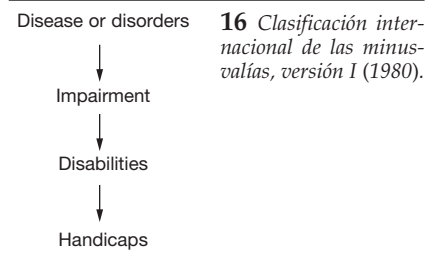 Disease or disorders
Impairment
Disabilities
Handicaps
16 Clasificación inter-
nacional de las minus-
valías, versión I (1980).